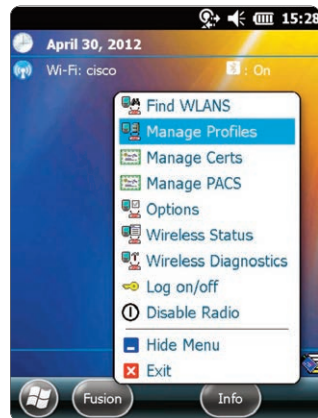 15:28
April 30, 2012
Wi-Fi: cisco
: On
Find WLANS
Manage Profiles
Manage Certs
Manage PACS
Options
Wireless Status
Wireless Diagnostics
Log on/off
Disable Radio
Hide Menu
Exit
Fusion
Info